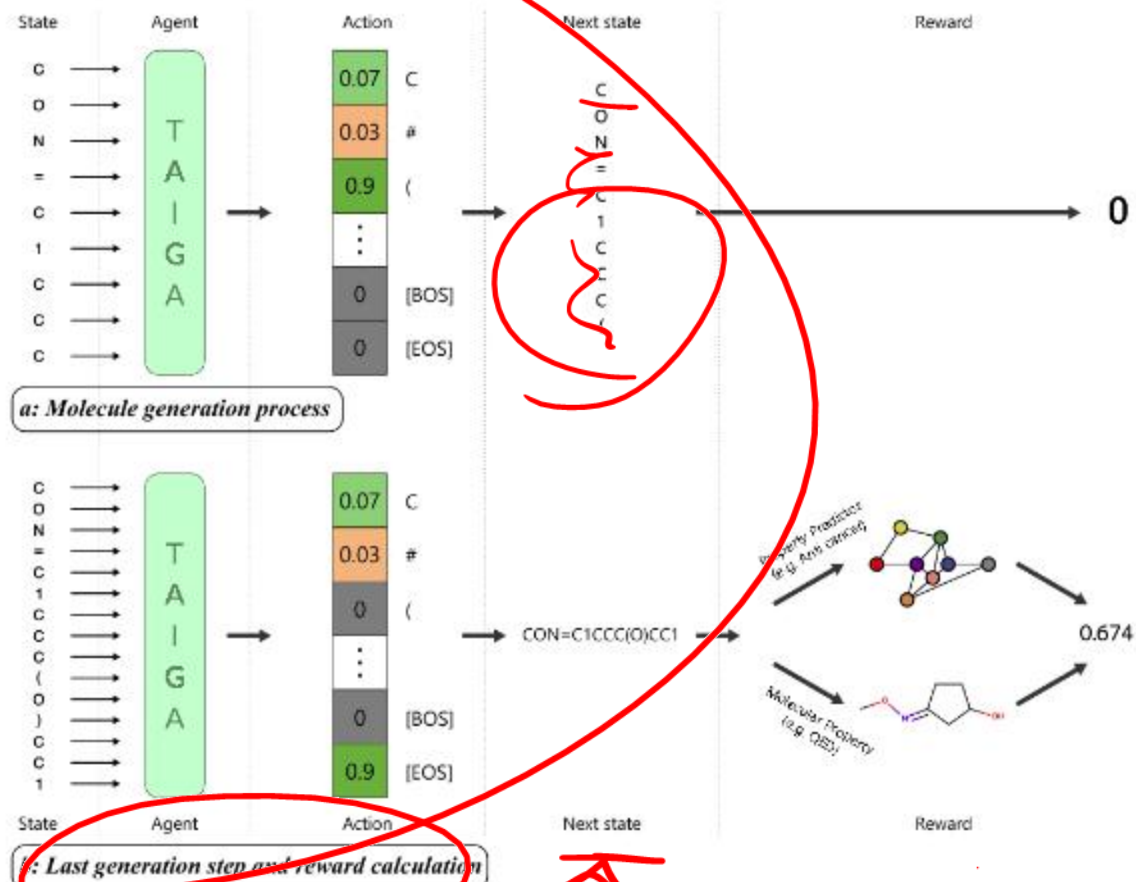 State Agent Action Next state Reward
C
O
N
=
C
1
C
C
C
TAIGA
0.07 C
0.03 #
0.9 (
⋮
0 [BOS]
0 [EOS]
C
O
N
=
C
1
C
C
C
(
0
a: Molecule generation process
C
O
N
=
C
1
C
C
C
(
O
)
C
C
1
TAIGA
0.07 C
0.03 #
0 (
⋮
0 [BOS]
0.9 [EOS]
CON=C1CCC(O)CC1
Property Predictor
(e.g. Anti cancer)
Molecular Property
(e.g. QED)
O
N
OH
0.674
State Agent Action Next state Reward
: Last generation step and reward calculation